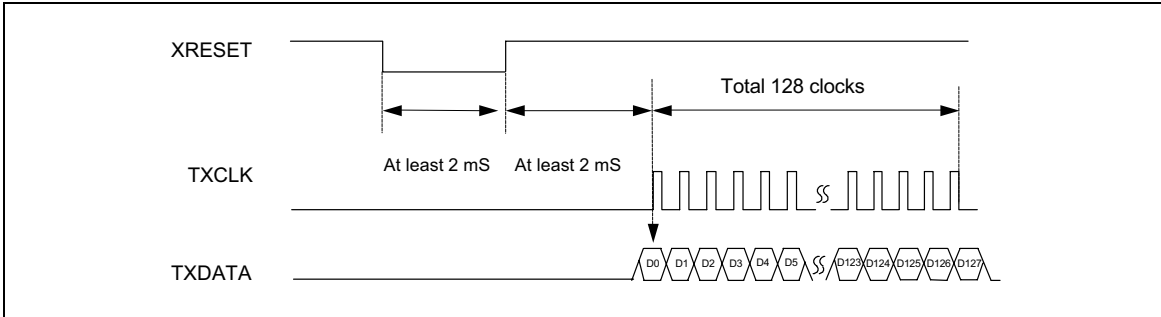 XRESET
Total 128 clocks
At least 2 mS At least 2 mS
TXCLK
TXDATA
D0 D1 D2 D3 D4 D5 D123 D124 D125 D126 D127